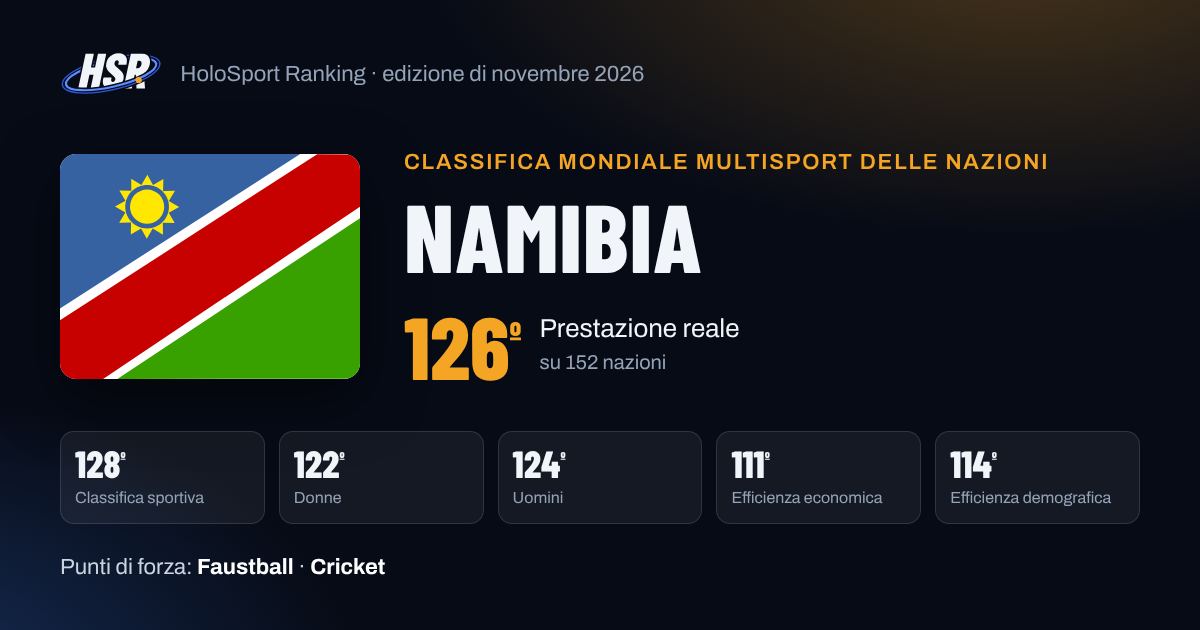 HSR
HoloSport Ranking · edizione di novembre 2026
CLASSIFICA MONDIALE MULTISPORT DELLE NAZIONI
NAMIBIA
126º
Prestazione reale
su 152 nazioni
128º
Classifica sportiva
122º
Donne
124º
Uomini
111º
Efficienza economica
114º
Efficienza demografica
Punti di forza: Faustball · Cricket